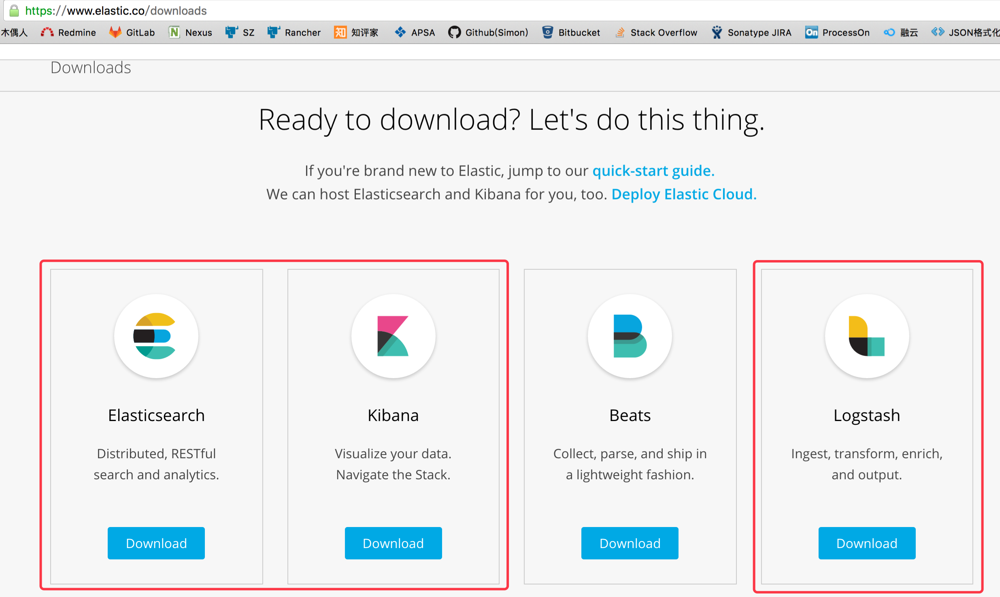 https://www.elastic.co/downloads
木偶人 Redmine GitLab Nexus SZ Rancher 知评家 APSA Github(Simon) Bitbucket Stack Overflow Sonatype JIRA ProcessOn 融云 JSON格式化
Downloads
Ready to download? Let's do this thing.
If you're brand new to Elastic, jump to our quick-start guide.
We can host Elasticsearch and Kibana for you, too. Deploy Elastic Cloud.
Elasticsearch
Distributed, RESTful
search and analytics.
Download
Kibana
Visualize your data.
Navigate the Stack.
Download
Beats
Collect, parse, and ship in
a lightweight fashion.
Download
Logstash
Ingest, transform, enrich,
and output.
Download